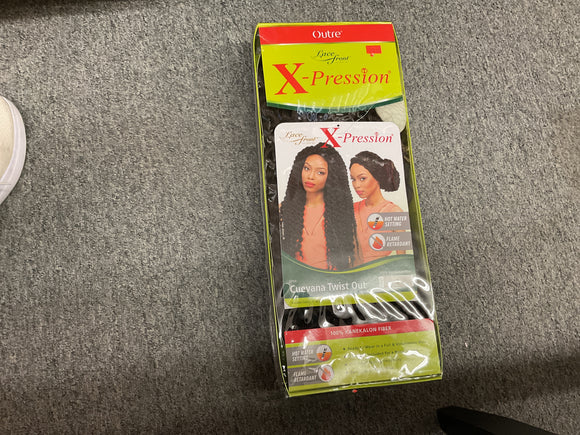 Outre®
Lace front
X-Pression®
Lace front
X-Pression®
HOT WATER
SETTING
FLAME
RETARDANT
Cuevana Twist Out
100% KANEKALON FIBER
HOT WATER
SETTING
FLAME
RETARDANT